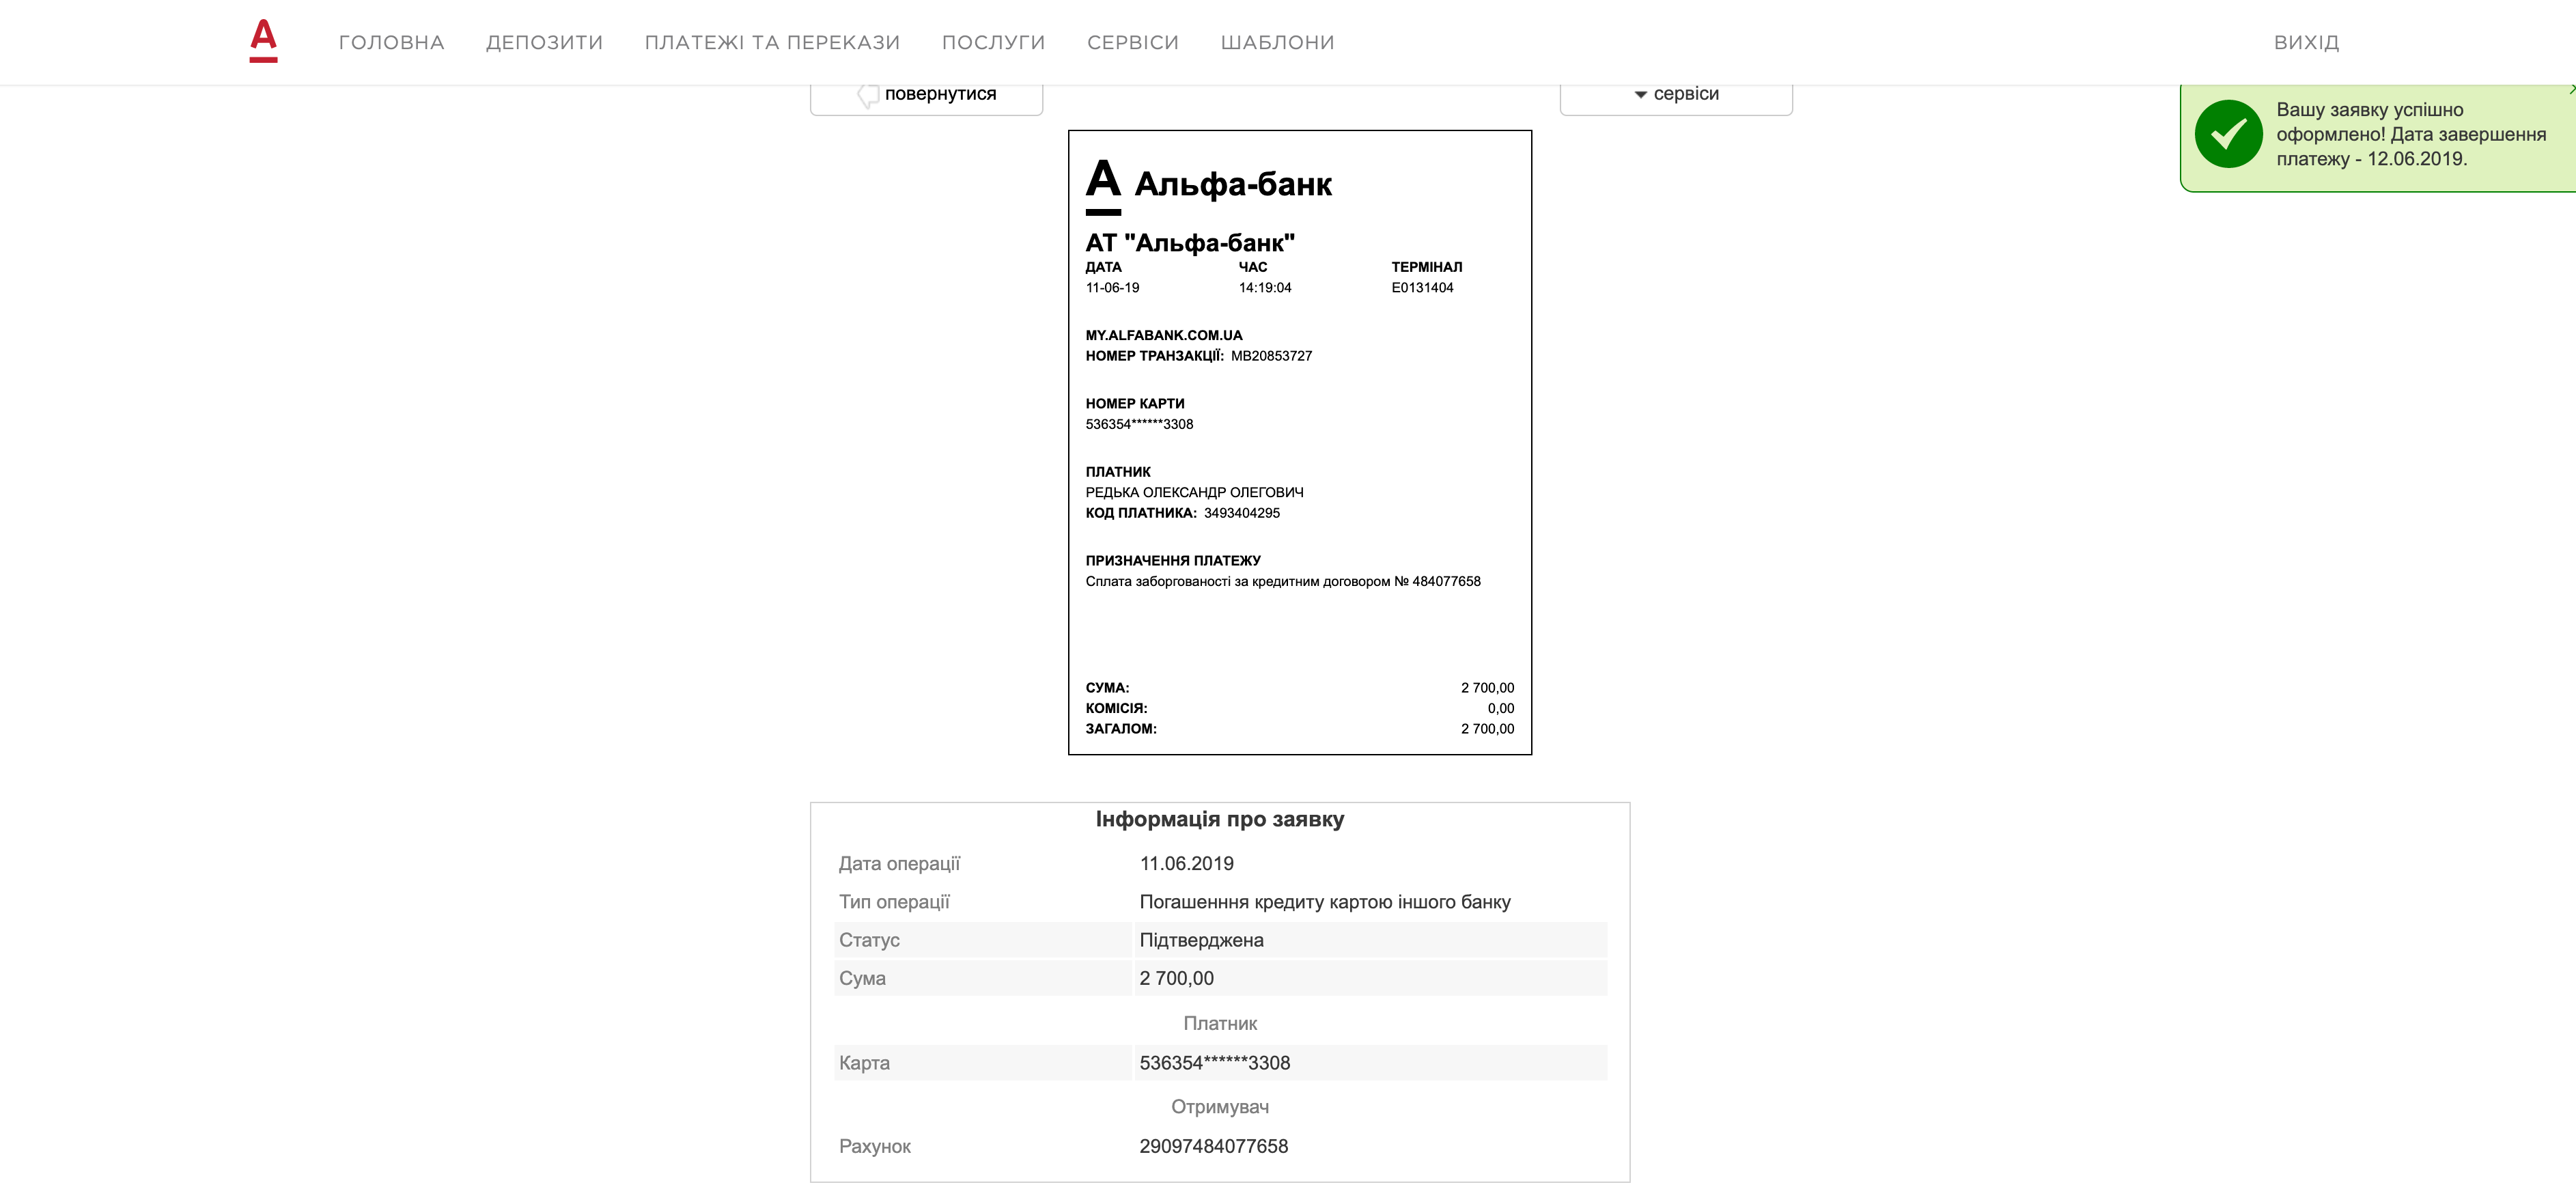 А ГОЛОВНА ДЕПОЗИТИ ПЛАТЕЖІ ТА ПЕРЕКАЗИ ПОСЛУГИ СЕРВІСИ ШАБЛОНИ ВИХІД
повернутися сервіси
Вашу заявку успішно
оформлено! Дата завершення
платежу - 12.06.2019.
А Альфа-банк
АТ "Альфа-банк"
ДАТА ЧАС ТЕРМІНАЛ
11-06-19 14:19:04 E0131404
MY.ALFABANK.COM.UA
НОМЕР ТРАНЗАКЦІЇ: MB20853727
НОМЕР КАРТИ
536354******3308
ПЛАТНИК
РЕДЬКА ОЛЕКСАНДР ОЛЕГОВИЧ
КОД ПЛАТНИКА: 3493404295
ПРИЗНАЧЕННЯ ПЛАТЕЖУ
Сплата заборгованості за кредитним договором № 484077658
СУМА: 2 700,00
КОМІСІЯ: 0,00
ЗАГАЛОМ: 2 700,00
Інформація про заявку
Дата операції 11.06.2019
Тип операції Погашенння кредиту картою іншого банку
Статус Підтверджена
Сума 2 700,00
Платник
Карта 536354******3308
Отримувач
Рахунок 29097484077658